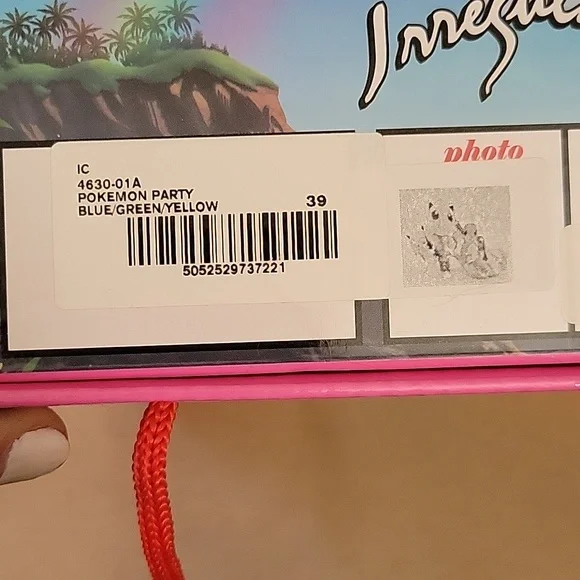 photo
IC
4630-01A
POKEMON PARTY
BLUE/GREEN/YELLOW
39
5052529737221